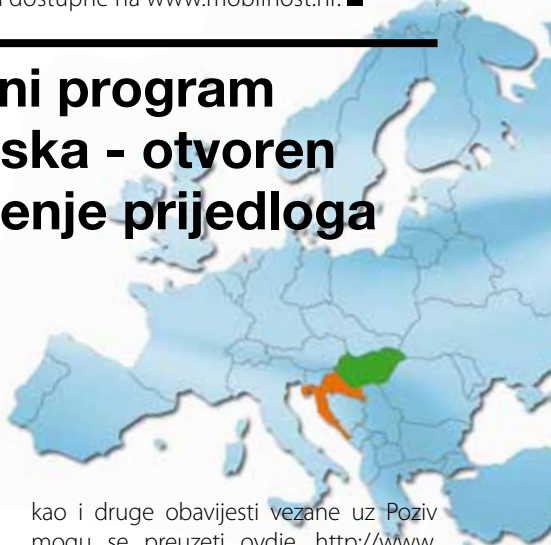 dostupne na www.mobilnost.hr. ■
ni program
ska - otvoren
enje prijedloga
kao i druge obavijesti vezane uz Poziv
mogu se preuzeti ovdje http://www.